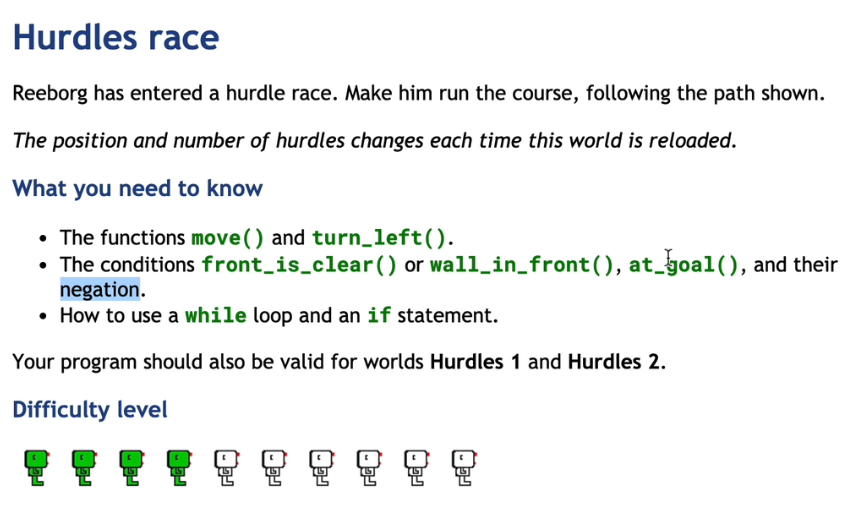 Hurdles race
Reeborg has entered a hurdle race. Make him run the course, following the path shown.
The position and number of hurdles changes each time this world is reloaded.
What you need to know
• The functions move() and turn_left().
• The conditions front_is_clear() or wall_in_front(), at_goal(), and their
negation.
• How to use a while loop and an if statement.
Your program should also be valid for worlds Hurdles 1 and Hurdles 2.
Difficulty level